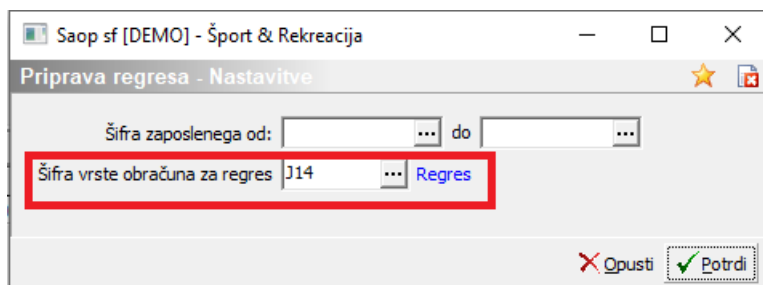 Saop sf [DEMO] - Šport & Rekreacija
Priprava regresa - Nastavitve
Šifra zaposlenega od: ... do ...
Šifra vrste obračuna za regres J14 ... Regres
Opusti Potrdi